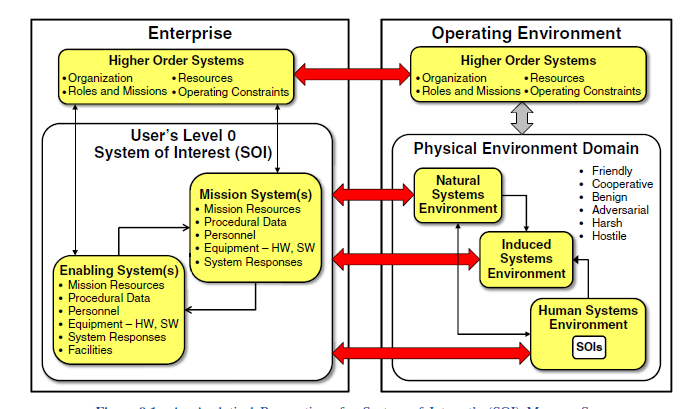 Enterprise
Higher Order Systems
• Organization • Resources
• Roles and Missions • Operating Constraints
User's Level 0
System of Interest (SOI)
Mission System(s)
• Mission Resources
• Procedural Data
• Personnel
• Equipment – HW, SW
• System Responses
Enabling System(s)
• Mission Resources
• Procedural Data
• Personnel
• Equipment – HW, SW
• System Responses
• Facilities
Operating Environment
Higher Order Systems
• Organization • Resources
• Roles and Missions • Operating Constraints
Physical Environment Domain
Natural
Systems
Environment
• Friendly
• Cooperative
• Benign
• Adversarial
• Harsh
• Hostile
Induced
Systems
Environment
Human Systems
Environment
SOIs